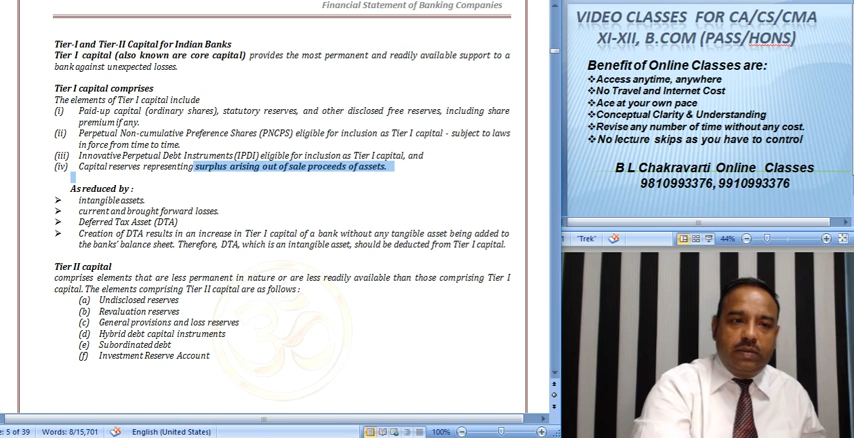 Financial Statement of Banking Companies
Tier-I and Tier-II Capital for Indian Banks
Tier I capital (also known are core capital) provides the most permanent and readily available support to a
bank against unexpected losses.
Tier I capital comprises
The elements of Tier I capital include
(i) Paid-up capital (ordinary shares), statutory reserves, and other disclosed free reserves, including share
premium if any.
(ii) Perpetual Non-cumulative Preference Shares (PNCPS) eligible for inclusion as Tier I capital - subject to laws
in force from time to time.
(iii) Innovative Perpetual Debt Instruments (IPDI) eligible for inclusion as Tier I capital, and
(iv) Capital reserves representing surplus arising out of sale proceeds of assets.
As reduced by :
➤ intangible assets.
➤ current and brought forward losses.
➤ Deferred Tax Asset (DTA)
➤ Creation of DTA results in an increase in Tier I capital of a bank without any tangible asset being added to
the banks' balance sheet. Therefore, DTA, which is an intangible asset, should be deducted from Tier I capital.
Tier II capital
comprises elements that are less permanent in nature or are less readily available than those comprising Tier I
capital. The elements comprising Tier II capital are as follows :
(a) Undisclosed reserves
(b) Revaluation reserves
(c) General provisions and loss reserves
(d) Hybrid debt capital instruments
(e) Subordinated debt
(f) Investment Reserve Account
e: 5 of 39 Words: 8/15,701 English (United States) 100%
VIDEO CLASSES FOR CA/CS/CMA
XI-XII, B.COM (PASS/HONS)
Benefit of Online Classes are:
❖Access anytime, anywhere
❖No Travel and Internet Cost
❖Ace at your own pace
❖Conceptual Clarity & Understanding
❖Revise any number of time without any cost.
❖No lecture skips as you have to control
B L Chakravarti Online Classes
9810993376, 9910993376
"Trek" 44%